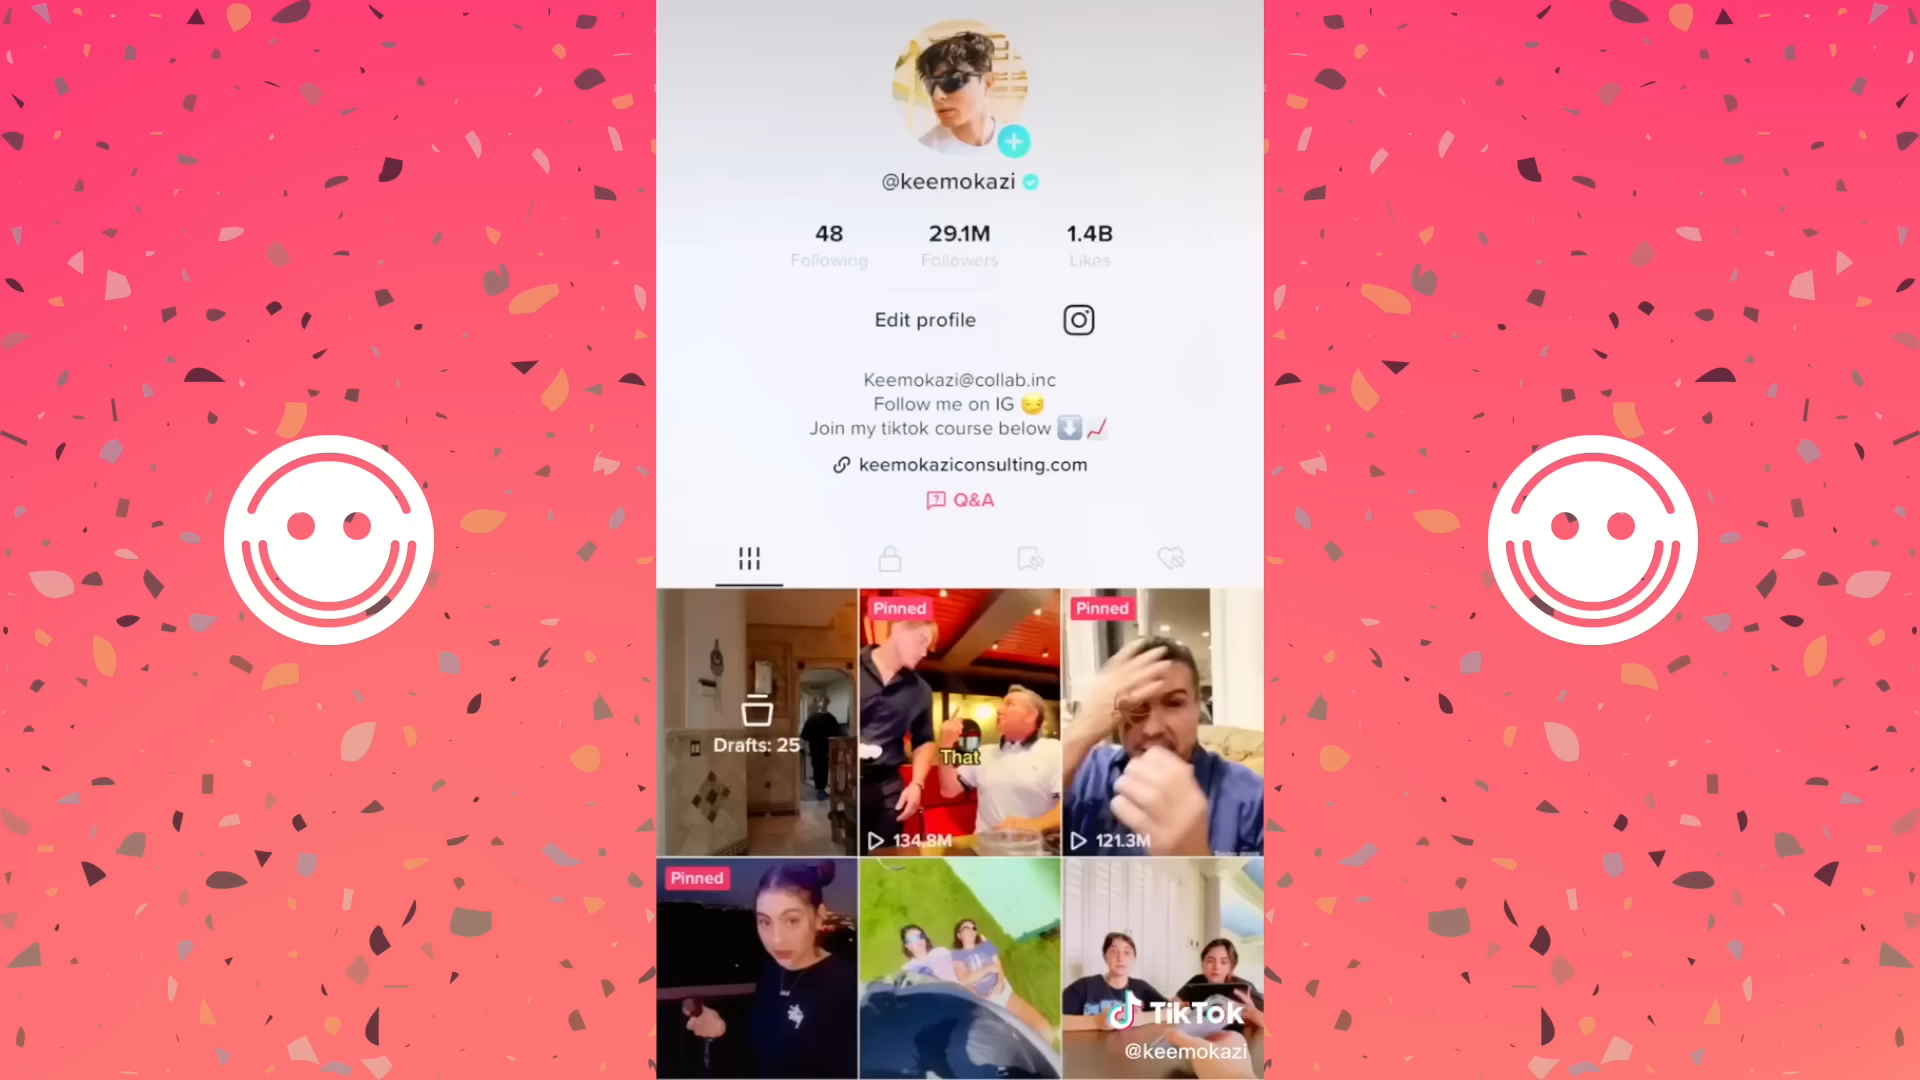 @keemokazi
48 29.1M 1.4B
Following Followers Likes
Edit profile
Keemokazi@collab.inc
Follow me on IG 😏
Join my tiktok course below ⬇️📈
keemokaziconsulting.com
Q&A
Pinned
Pinned
Drafts: 25
That
134.8M
121.3M
Pinned
TikTok
@keemokazi